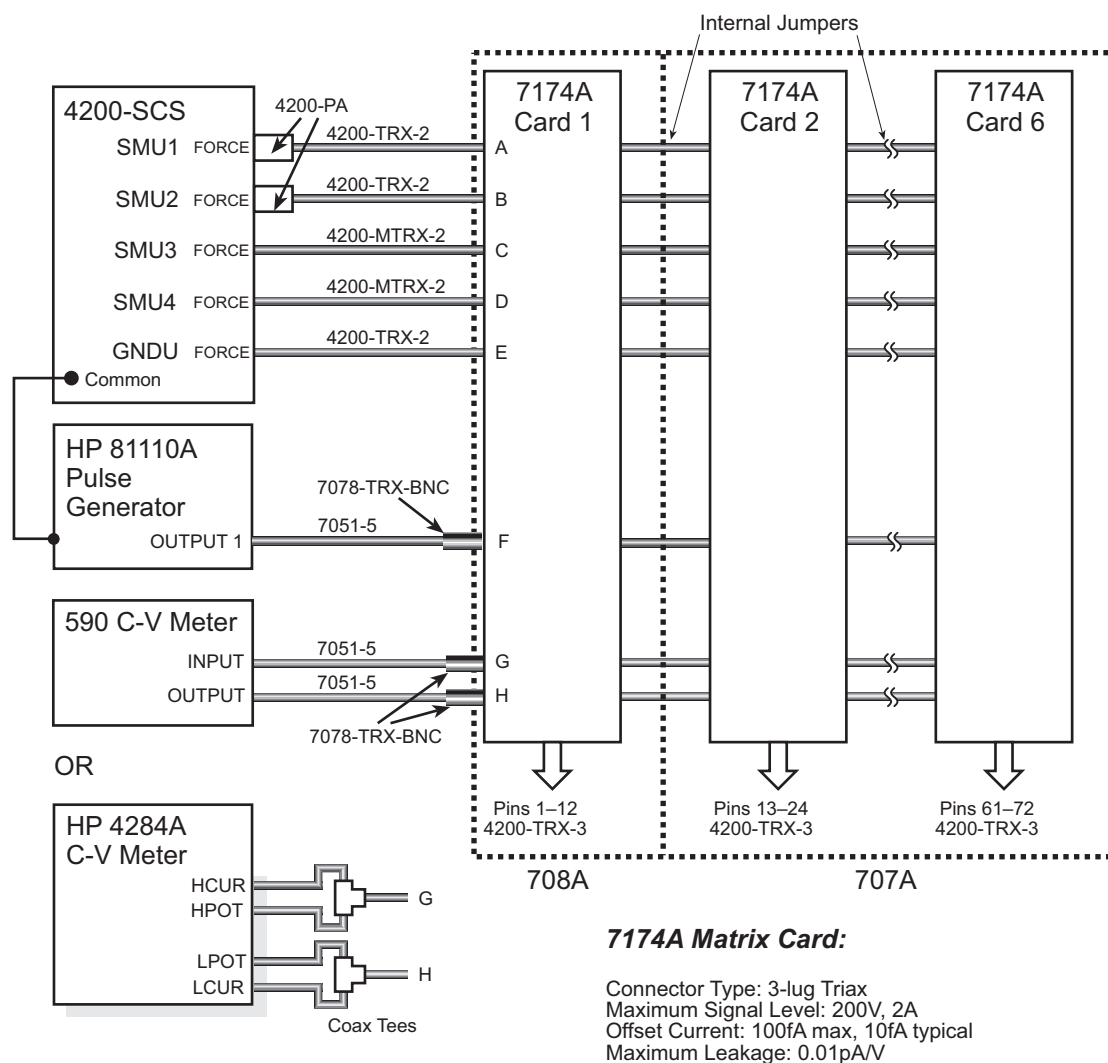 Internal Jumpers
4200-SCS
SMU1 FORCE
SMU2 FORCE
SMU3 FORCE
SMU4 FORCE
GNDU FORCE
Common
4200-PA
4200-TRX-2
4200-TRX-2
4200-MTRX-2
4200-MTRX-2
4200-TRX-2
7174A
Card 1
A
B
C
D
E
F
G
H
7174A
Card 2
7174A
Card 6
HP 81110A
Pulse
Generator
OUTPUT 1
7078-TRX-BNC
7051-5
590 C-V Meter
INPUT
OUTPUT
7051-5
7051-5
7078-TRX-BNC
OR
HP 4284A
C-V Meter
HCUR
HPOT
LPOT
LCUR
G
H
Coax Tees
Pins 1–12
4200-TRX-3
Pins 13–24
4200-TRX-3
Pins 61–72
4200-TRX-3
708A
707A
7174A Matrix Card:
Connector Type: 3-lug Triax
Maximum Signal Level: 200V, 2A
Offset Current: 100fA max, 10fA typical
Maximum Leakage: 0.01pA/V